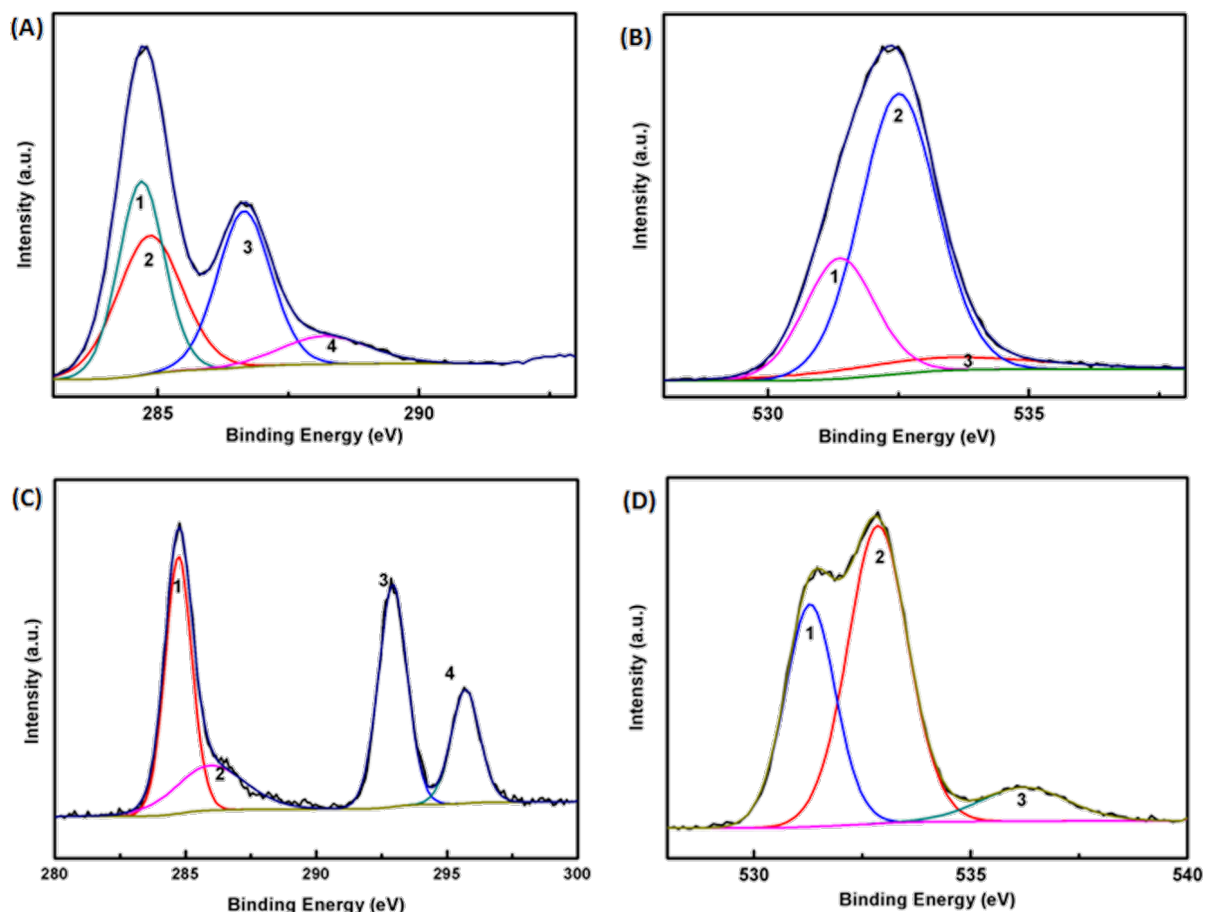 (A)
Intensity (a.u.)
1
2
3
4
285
290
Binding Energy (eV)
(B)
Intensity (a.u.)
1
2
3
530
535
Binding Energy (eV)
(C)
Intensity (a.u.)
1
2
3
4
280
285
290
295
300
Binding Energy (eV)
(D)
Intensity (a.u.)
1
2
3
530
535
540
Binding Energy (eV)